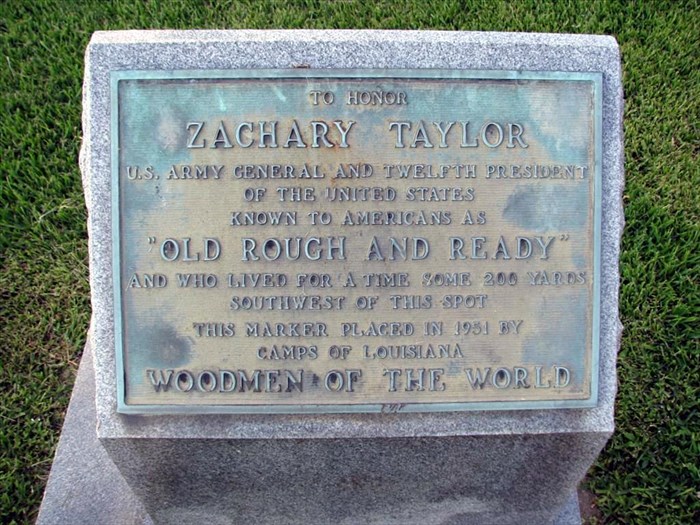 TO HONOR
ZACHARY TAYLOR
U.S. ARMY GENERAL AND TWELFTH PRESIDENT
OF THE UNITED STATES
KNOWN TO AMERICANS AS
"OLD ROUGH AND READY"
AND WHO LIVED FOR A TIME SOME 200 YARDS
SOUTHWEST OF THIS SPOT
THIS MARKER PLACED IN 1951 BY
CAMPS OF LOUISIANA
WOODMEN OF THE WORLD